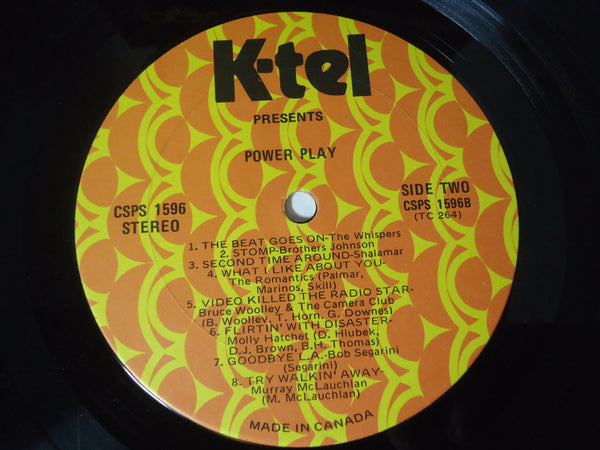 K-tel
PRESENTS
POWER PLAY
CSPS 1596
STEREO
SIDE TWO
CSPS 1596B
(TC 264)
1. THE BEAT GOES ON-The Whispers
2. STOMP-Brothers Johnson
3. SECOND TIME AROUND-Shalamar
4. WHAT I LIKE ABOUT YOU-
The Romantics (Palmar,
Marinos, Skill)
5. VIDEO KILLED THE RADIO STAR-
Bruce Woolley & The Camera Club
(B. Woollev, T. Horn, G. Downes)
6. FLIRTIN' WITH DISASTER-
Molly Hatchet (D. Hlubek,
D.J. Brown, B.H. Thomas)
7. GOODBYE L.A.-Bob Segarini
(Segarini)
8. TRY WALKIN' AWAY-
Murray McLauchlan
(M. McLauchlan)
MADE IN CANADA